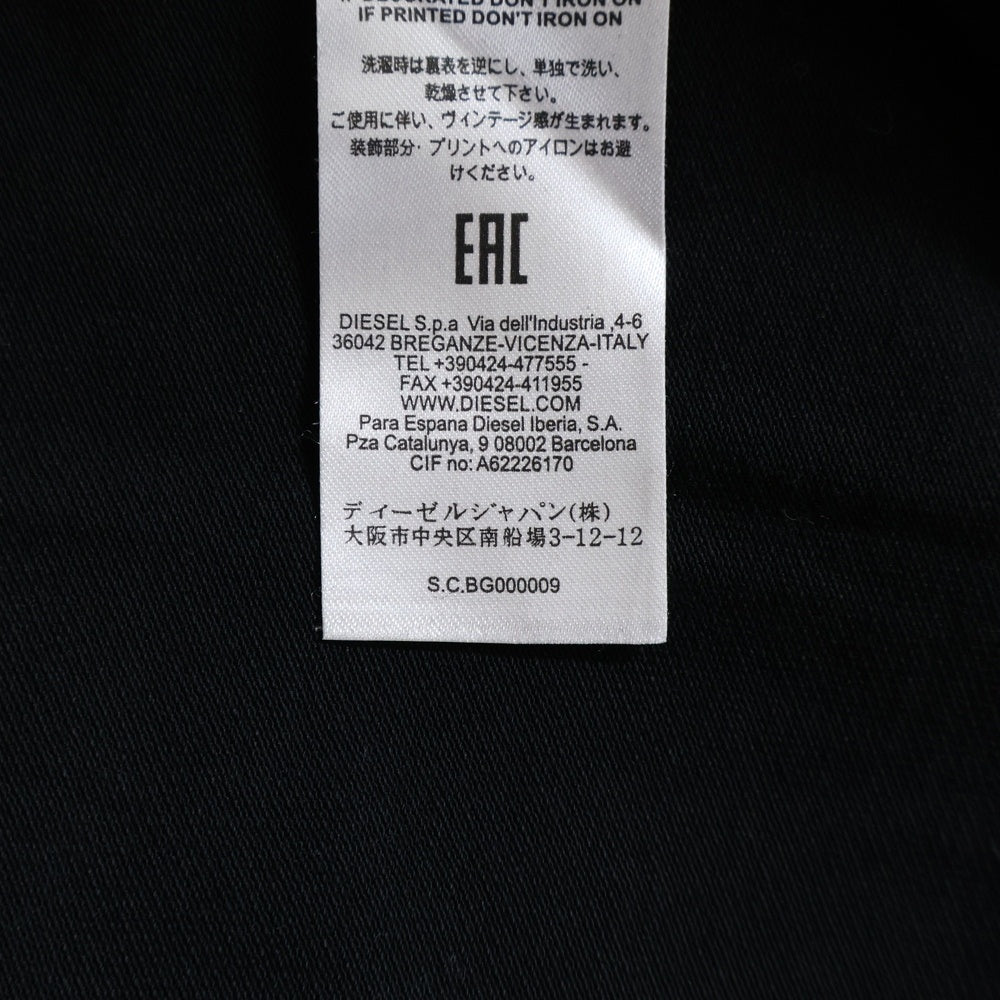 IF DECORATED DON'T IRON ON
IF PRINTED DON'T IRON ON
洗濯時は裏表を逆にし、単独で洗い、
乾燥させて下さい。
ご使用に伴い、ヴィンテージ感が生まれます。
装飾部分・プリントへのアイロンはお避
けください。
EAC
DIESEL S.p.a Via dell'Industria ,4-6
36042 BREGANZE-VICENZA-ITALY
TEL +390424-477555 -
FAX +390424-411955
WWW.DIESEL.COM
Para Espana Diesel Iberia, S.A.
Pza Catalunya, 9 08002 Barcelona
CIF no: A62226170
ディーゼルジャパン(株)
大阪市中央区南船場3-12-12
S.C.BG000009